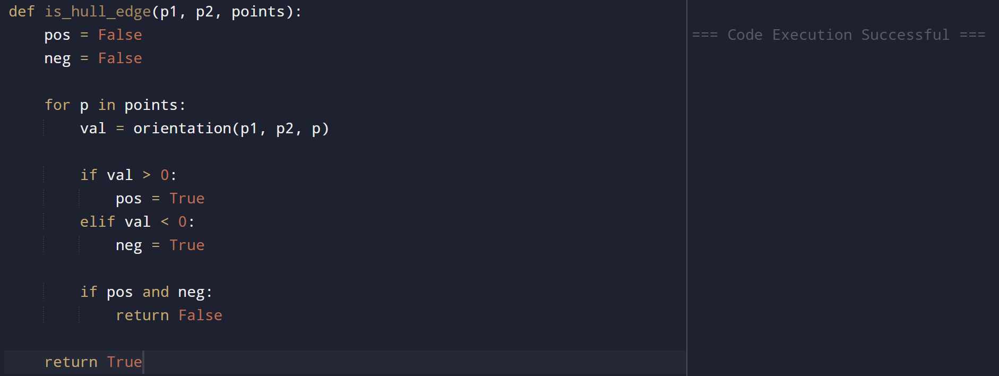 def is_hull_edge(p1, p2, points):
    pos = False
    neg = False

    for p in points:
        val = orientation(p1, p2, p)

        if val > 0:
            pos = True
        elif val < 0:
            neg = True

        if pos and neg:
            return False

    return True
=== Code Execution Successful ===